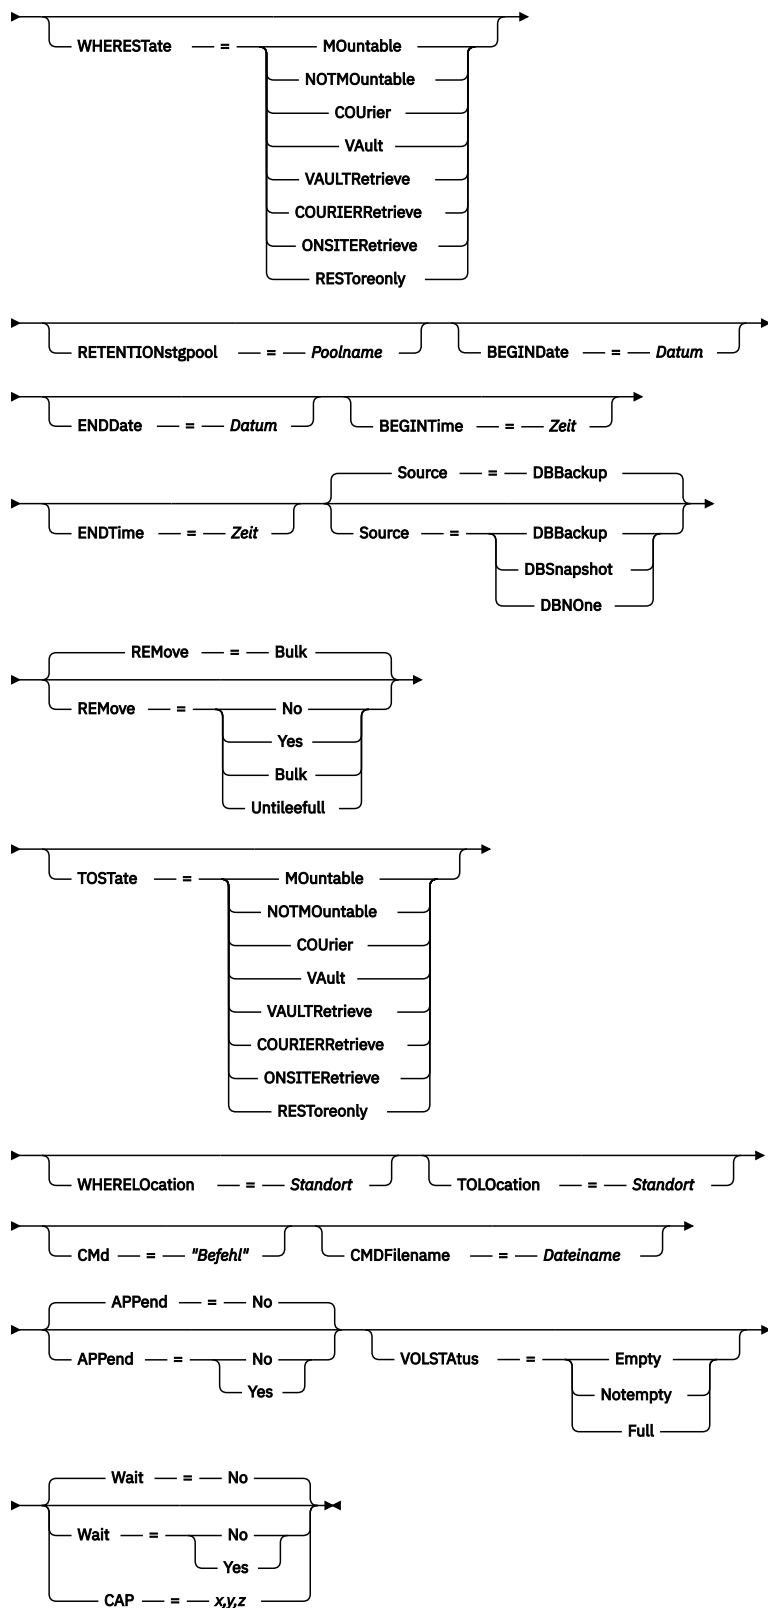 WHERESTate = MOuntable
NOTMOuntable
COUrier
VAult
VAULTRetrieve
COURIERRetrieve
ONSITERetrieve
RESToreonly
RETENTIONstgpool = Poolname BEGINDate = Datum
ENDDate = Datum BEGINTime = Zeit
Source = DBBackup
ENDTime = Zeit Source = DBBackup
DBSnapshot
DBNOne
REMove = Bulk
REMove = No
Yes
Bulk
Untileefull
TOSTate = MOuntable
NOTMOuntable
COUrier
VAult
VAULTRetrieve
COURIERRetrieve
ONSITERetrieve
RESToreonly
WHERELOcation = Standort TOLOcation = Standort
CMd = "Befehl" CMDFilename = Dateiname
APPend = No
APPend = No VOLSTAtus = Empty
Yes Notempty
Full
Wait = No
Wait = No
Yes
CAP = x,y,z